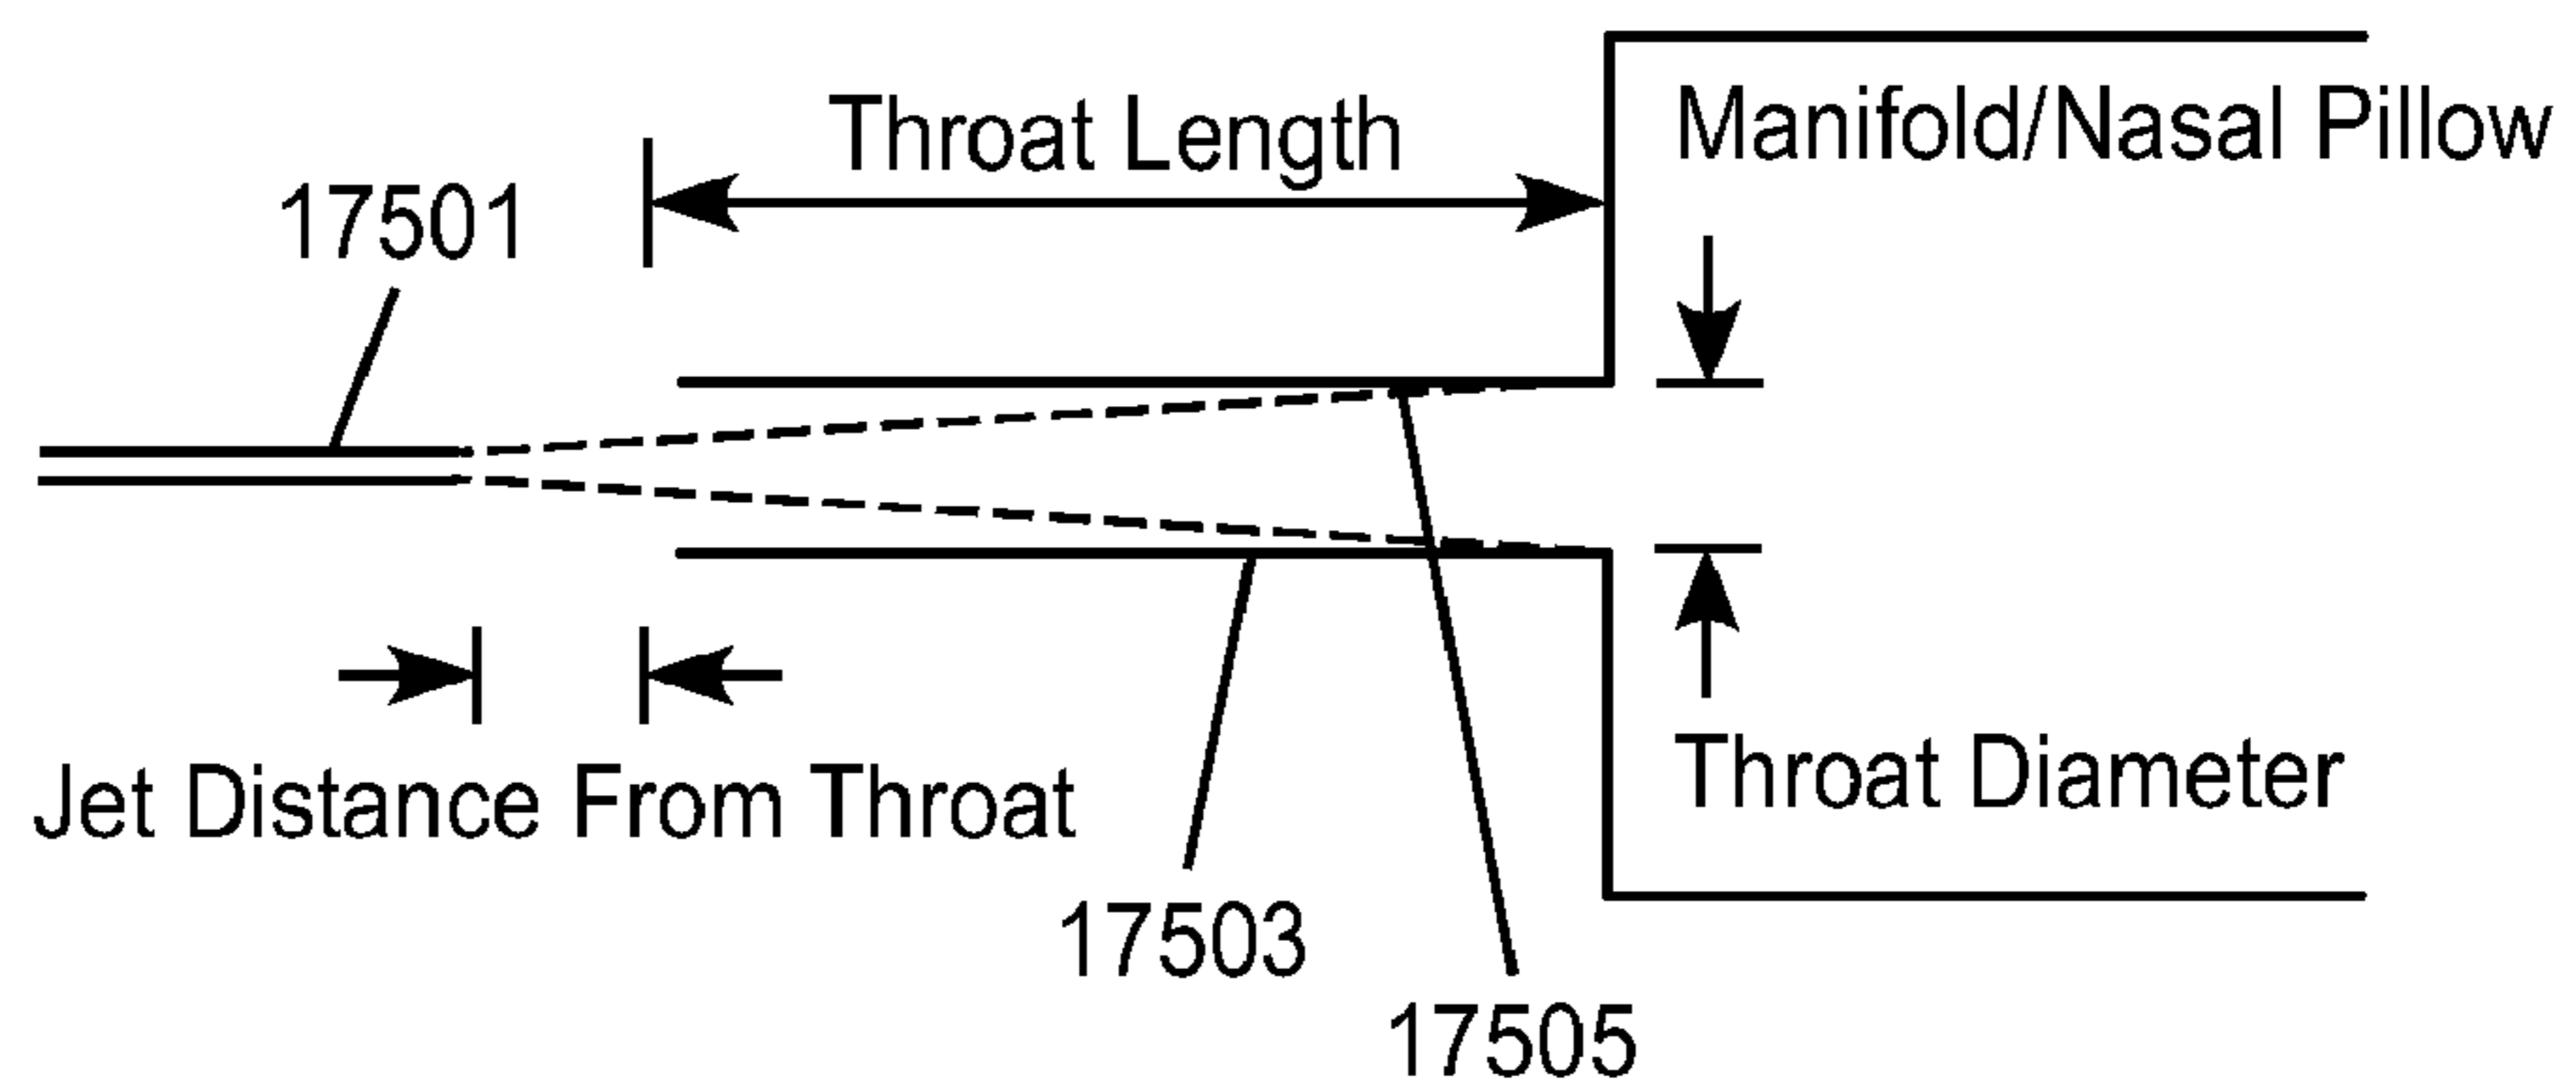 Throat Length
Manifold/Nasal Pillow
17501
Jet Distance From Throat
Throat Diameter
17503
17505